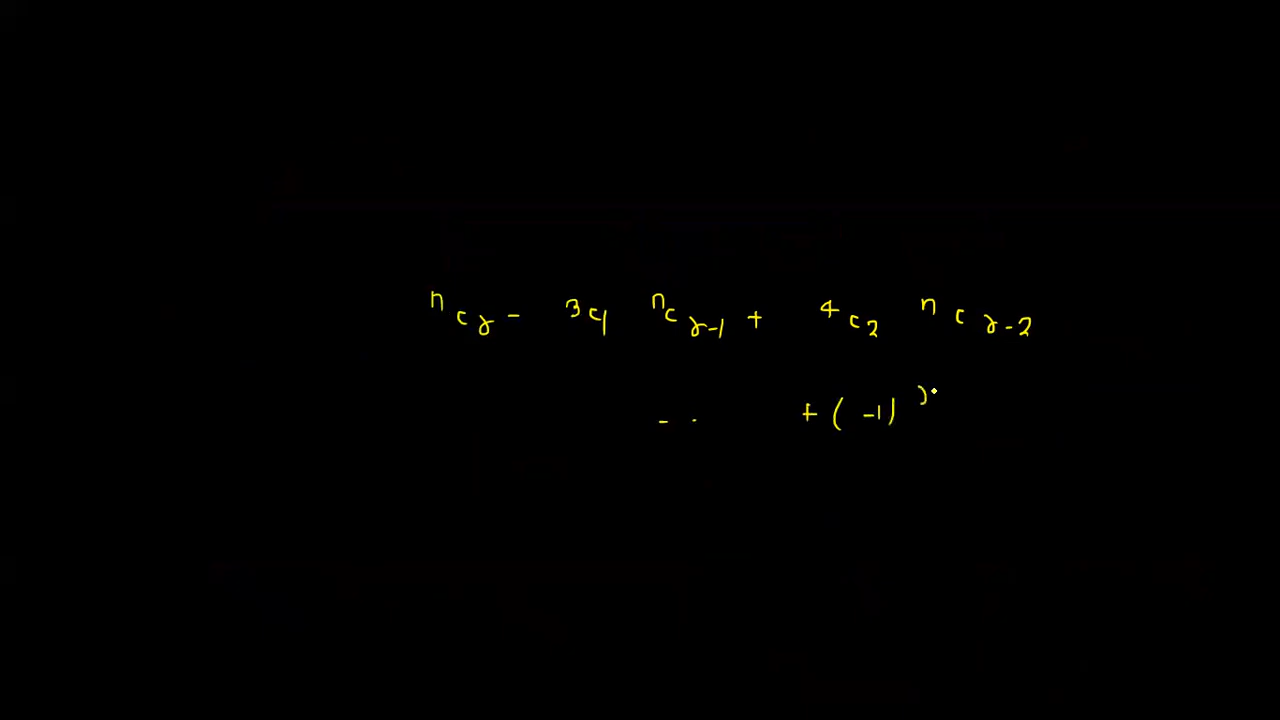 ⁿcᵣ - ³c₁ ⁿcᵣ₋₁ + ⁴c₂ ⁿcᵣ₋₂
- . + (-1)